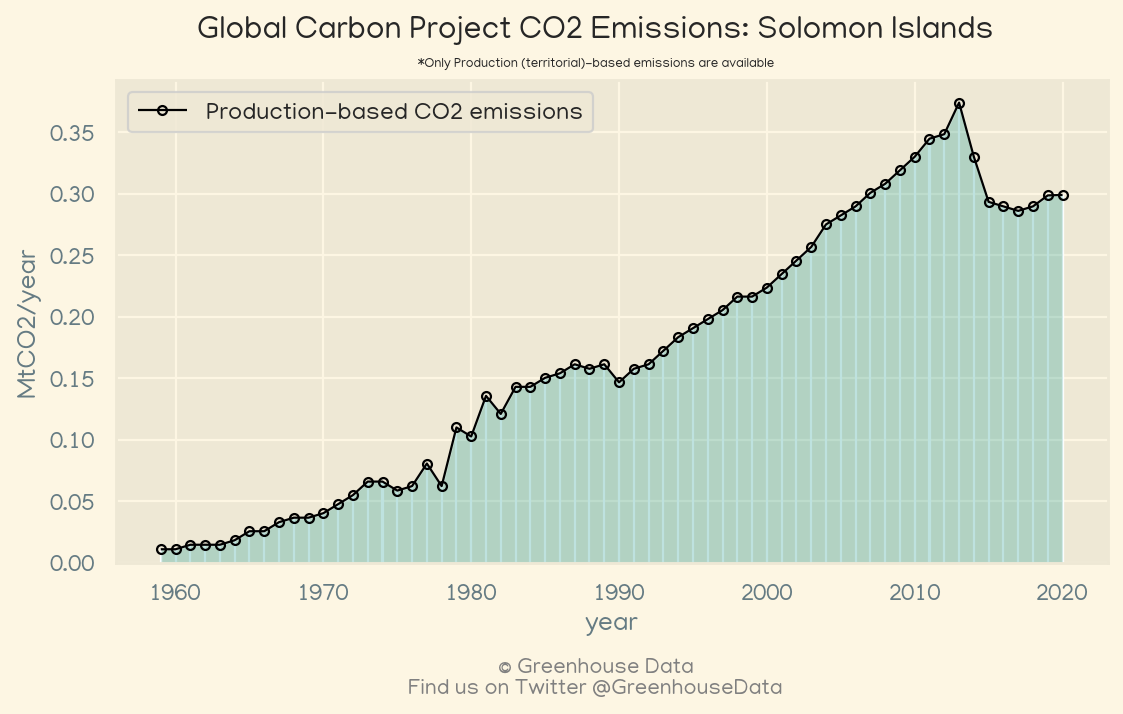 Global Carbon Project CO2 Emissions: Solomon Islands
*Only Production (territorial)-based emissions are available
Production-based CO2 emissions
MtCO2/year
0.35
0.30
0.25
0.20
0.15
0.10
0.05
0.00
1960 1970 1980 1990 2000 2010 2020
year
© Greenhouse Data
Find us on Twitter @GreenhouseData